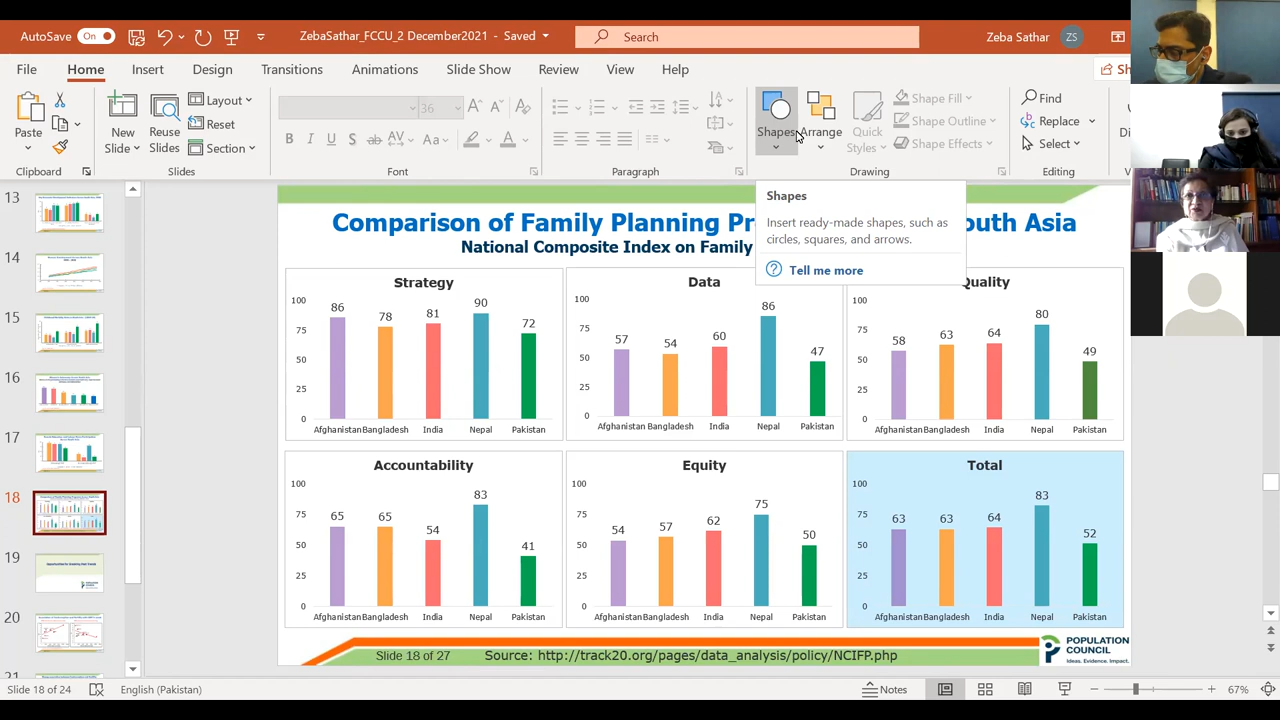 AutoSave On
ZebaSathar_FCCU_2 December2021 - Saved
Search
Zeba Sathar ZS
File Home Insert Design Transitions Animations Slide Show Review View Help
Share
Paste
New Slide
Reuse Slides
Layout
Reset
Section
36
Shapes
Arrange
Quick Styles
Shape Fill
Shape Outline
Shape Effects
Find
Replace
Select
Clipboard Slides Font Paragraph Drawing Editing
Shapes
Insert ready-made shapes, such as
circles, squares, and arrows.
Tell me more
13
14
15
16
17
18
19
20
Comparison of Family Planning Pr outh Asia
National Composite Index on Family
Strategy
100
75
50
25
0
86 78 81 90 72
Afghanistan Bangladesh India Nepal Pakistan
Data
100
75
50
25
0
57 54 60 86 47
Afghanistan Bangladesh India Nepal Pakistan
Quality
100
75
50
25
0
58 63 64 80 49
Afghanistan Bangladesh India Nepal Pakistan
Accountability
100
75
50
25
0
65 65 54 83 41
Afghanistan Bangladesh India Nepal Pakistan
Equity
100
75
50
25
0
54 57 62 75 50
Afghanistan Bangladesh India Nepal Pakistan
Total
100
75
50
25
0
63 63 64 83 52
Afghanistan Bangladesh India Nepal Pakistan
Slide 18 of 27
Source: http://track20.org/pages/data_analysis/policy/NCIFP.php
POPULATION
COUNCIL
Ideas. Evidence. Impact.
Slide 18 of 24
English (Pakistan)
Notes
67%